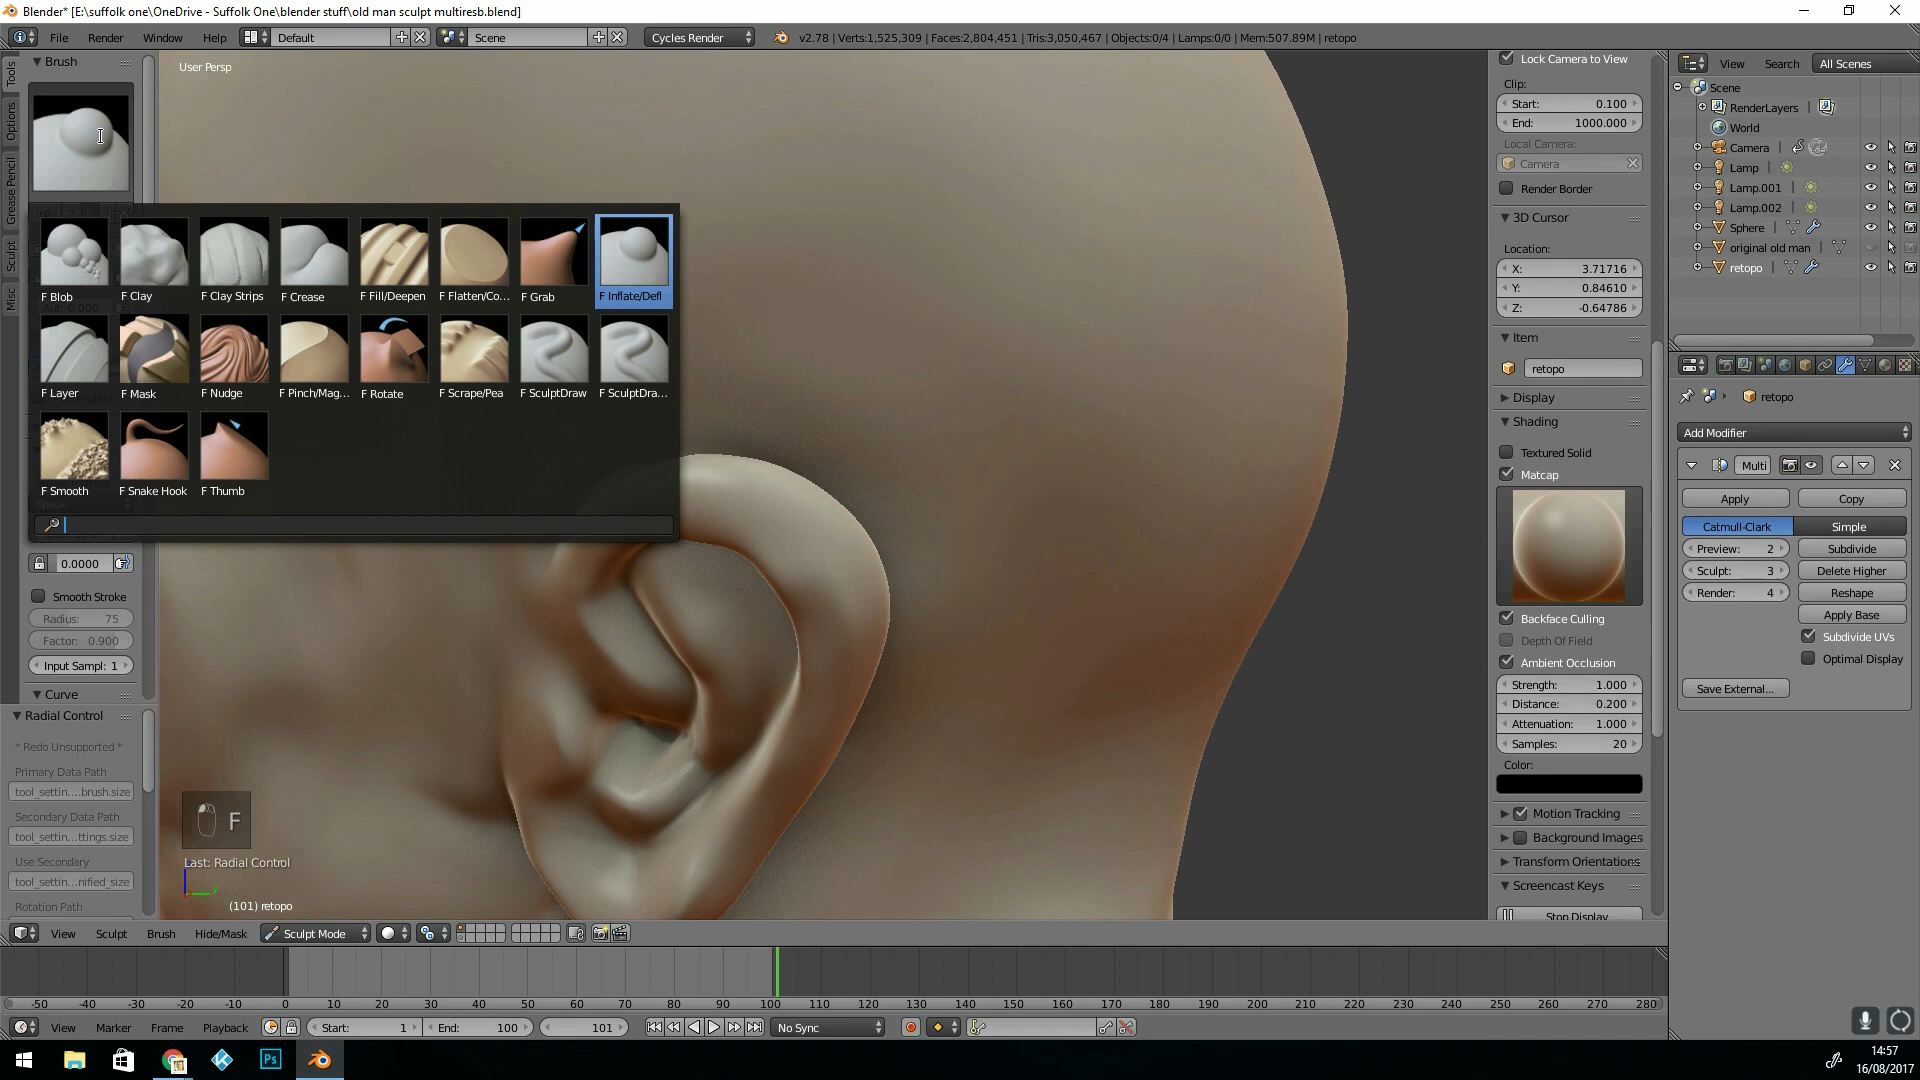 Blender* [E:\suffolk one\OneDrive - Suffolk One\blender stuff\old man sculpt multiresb.blend]
File Render Window Help Default Scene Cycles Render v2.78 | Verts:1,525,309 | Faces:2,804,451 | Tris:3,050,467 | Objects:0/4 | Lamps:0/0 | Mem:507.89M | retopo
Tools
Options
Grease Pencil
Sculpt
Misc
Brush
User Persp
F Blob
F Clay
F Clay Strips
F Crease
F Fill/Deepen
F Flatten/Co...
F Grab
F Inflate/Defl
F Layer
F Mask
F Nudge
F Pinch/Mag...
F Rotate
F Scrape/Pea
F SculptDraw
F SculptDra...
F Smooth
F Snake Hook
F Thumb
0.0000
Smooth Stroke
Radius: 75
Factor: 0.900
Input Sampl: 1
Curve
Radial Control
* Redo Unsupported *
Primary Data Path
tool_settin....brush.size
Secondary Data Path
tool_settin...ttings.size
Use Secondary
tool_settin...nified_size
Rotation Path
F
Last: Radial Control
y
(101) retopo
Lock Camera to View
Clip:
Start: 0.100
End: 1000.000
Local Camera:
Camera
Render Border
3D Cursor
Location:
X: 3.71716
Y: 0.84610
Z: -0.64786
Item
retopo
Display
Shading
Textured Solid
Matcap
Backface Culling
Depth Of Field
Ambient Occlusion
Strength: 1.000
Distance: 0.200
Attenuation: 1.000
Samples: 20
Color:
Motion Tracking
Background Images
Transform Orientations
Screencast Keys
Stop Display
View Search All Scenes
Scene
RenderLayers
World
Camera
Lamp
Lamp.001
Lamp.002
Sphere
original old man
retopo
retopo
Add Modifier
Multi
Apply Copy
Catmull-Clark Simple
Preview: 2 Subdivide
Sculpt: 3 Delete Higher
Render: 4 Reshape
Apply Base
Subdivide UVs
Optimal Display
Save External...
View Sculpt Brush Hide/Mask Sculpt Mode
-50 -40 -30 -20 -10 0 10 20 30 40 50 60 70 80 90 100 110 120 130 140 150 160 170 180 190 200 210 220 230 240 250 260 270 280
View Marker Frame Playback Start: 1 End: 100 101 No Sync
Ps
14:57
16/08/2017